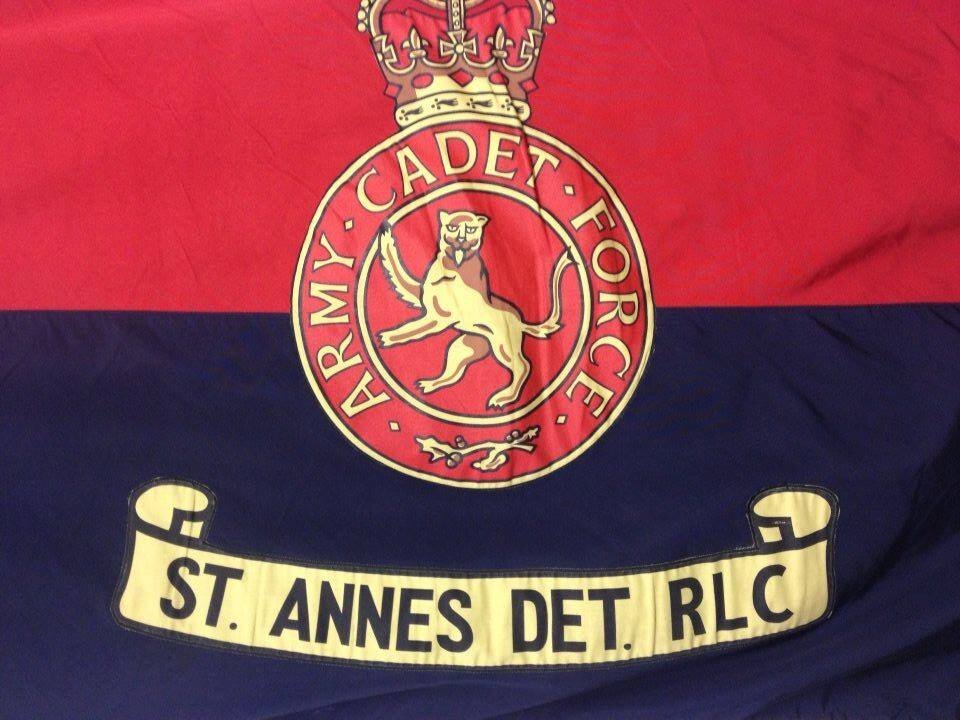 · ARMY · CADET · FORCE ·
ST. ANNES DET. RLC